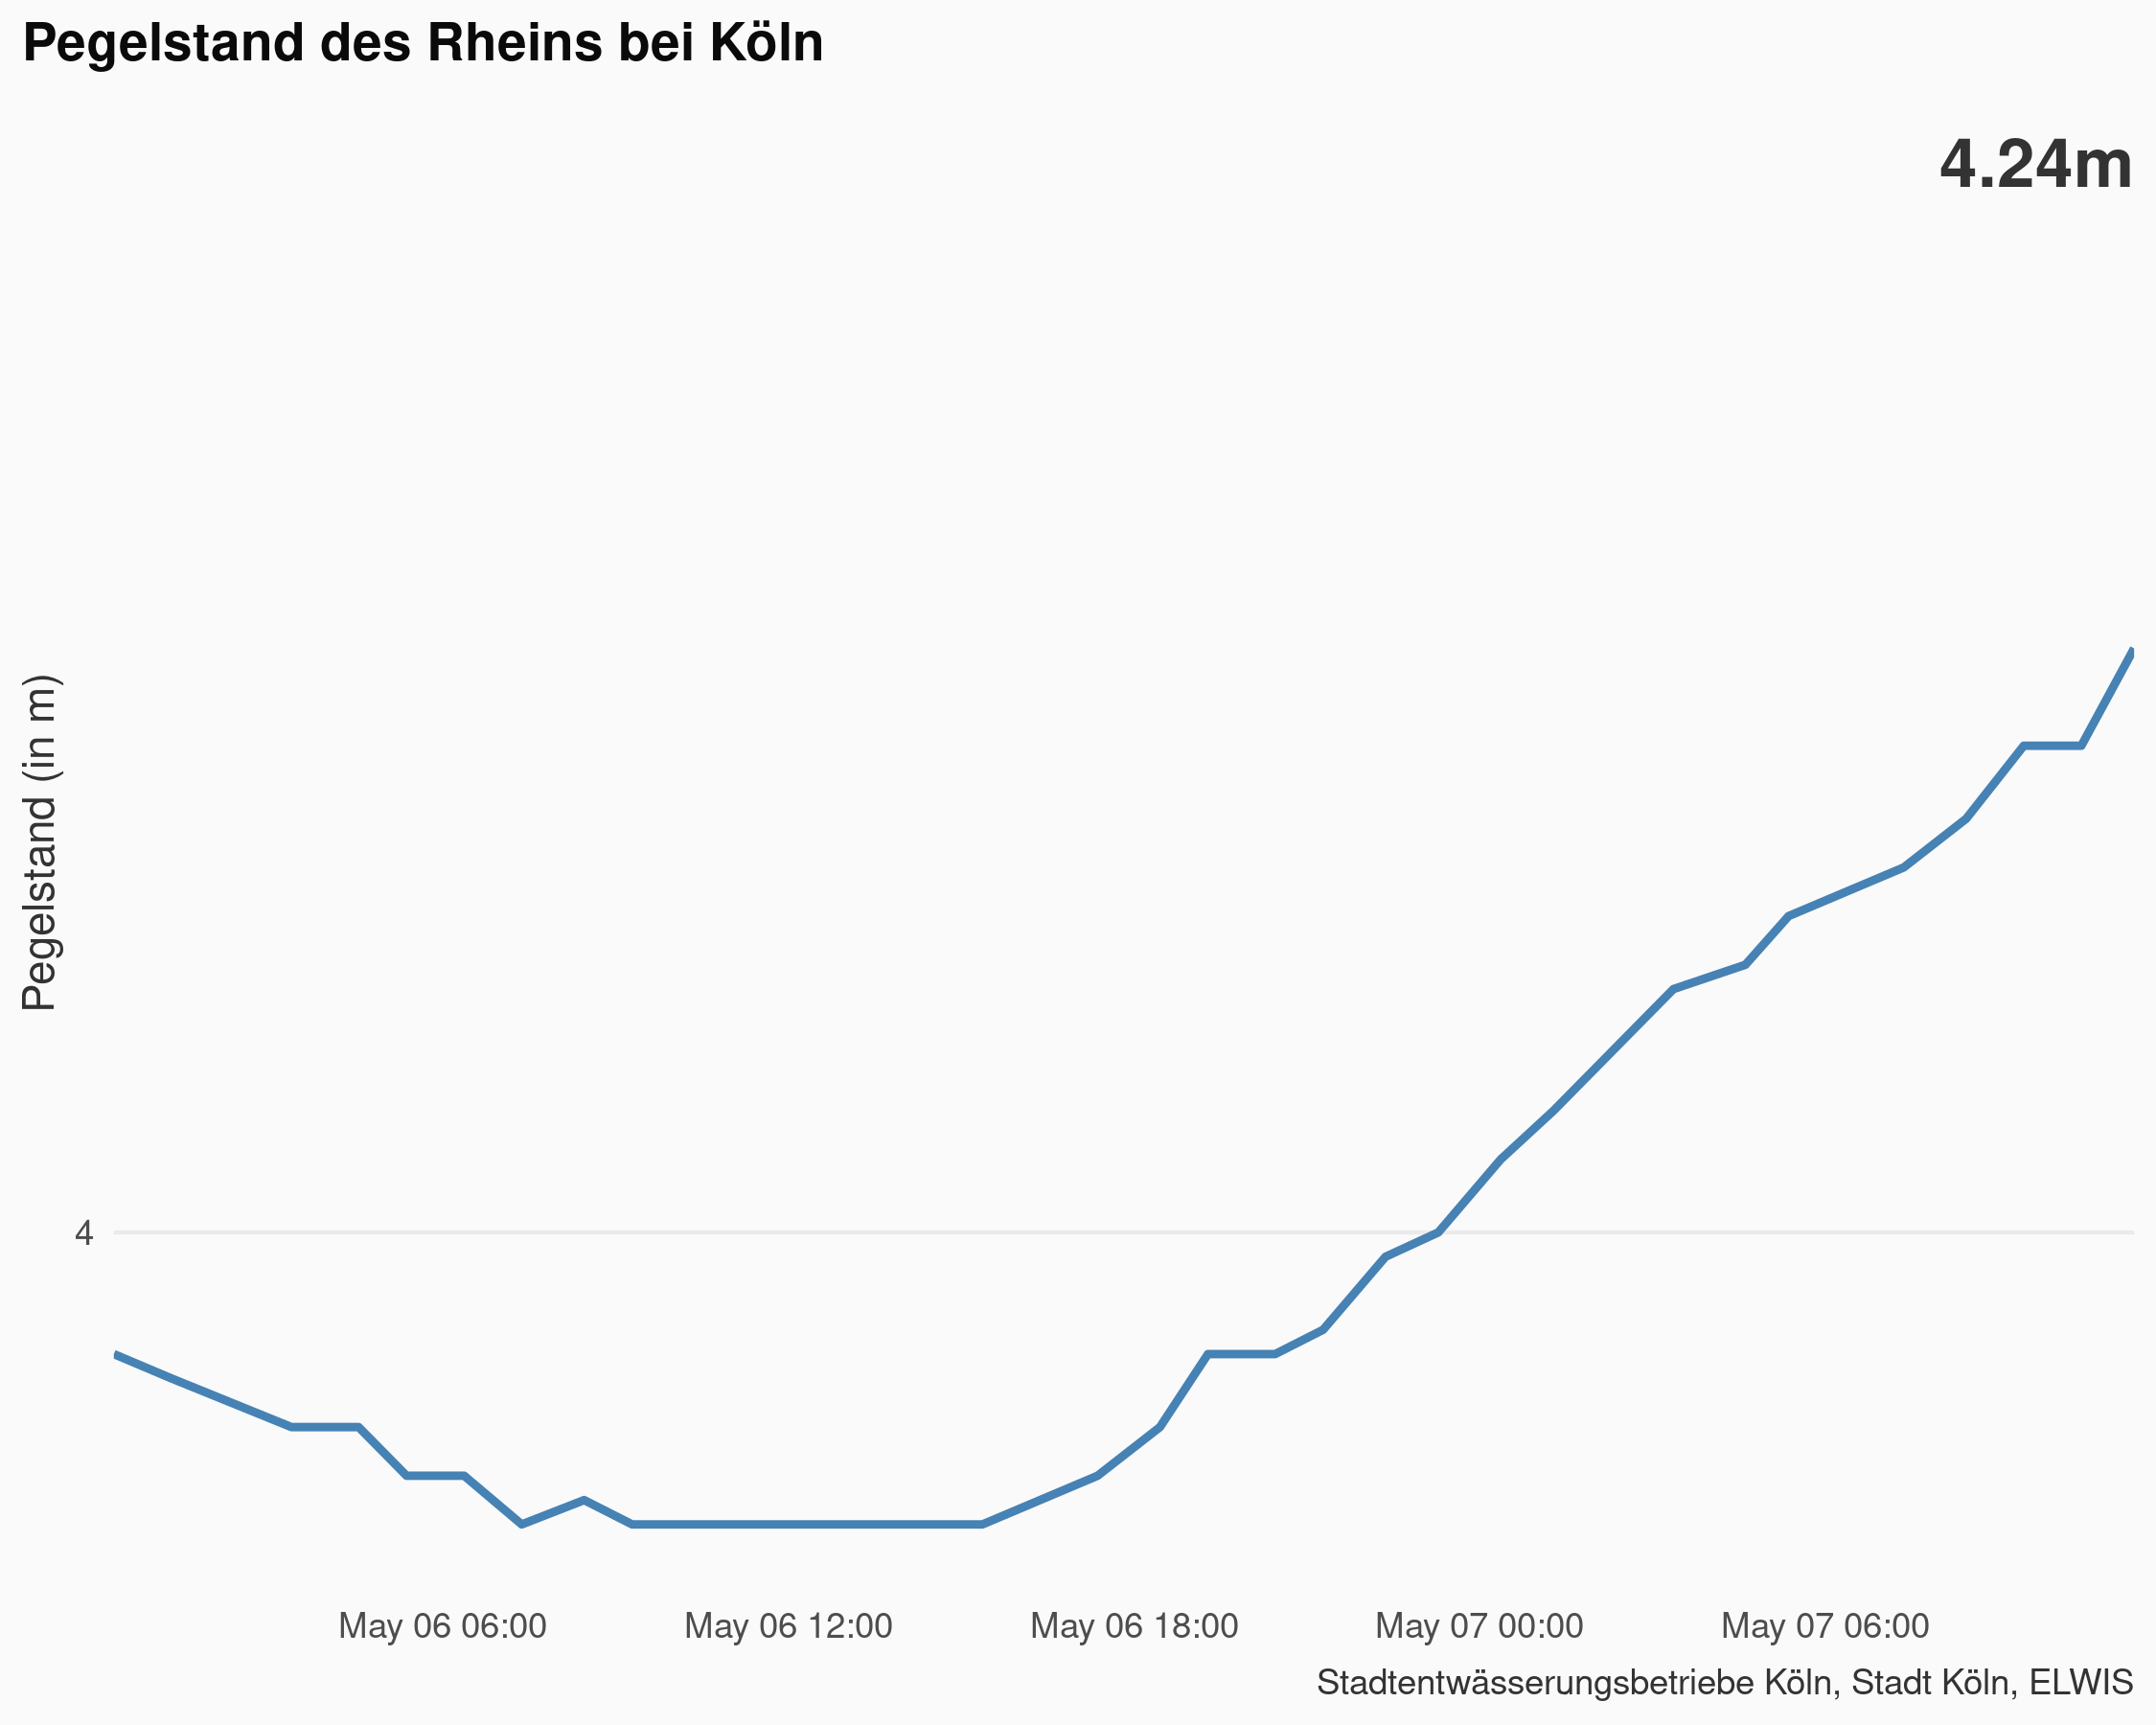 Pegelstand des Rheins bei Köln
4.24m
Pegelstand (in m)
4
May 06 06:00
May 06 12:00
May 06 18:00
May 07 00:00
May 07 06:00
Stadtentwässerungsbetriebe Köln, Stadt Köln, ELWIS